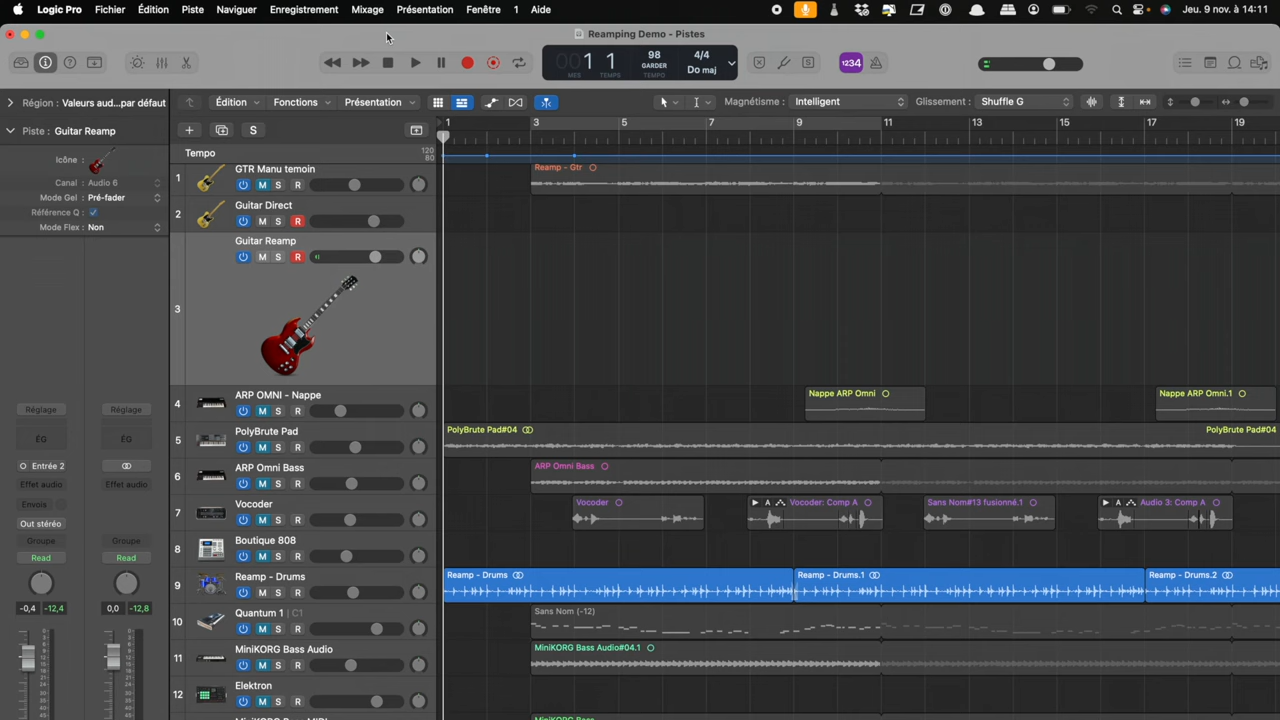 Logic Pro Fichier Édition Piste Naviguer Enregistrement Mixage Présentation Fenêtre 1 Aide Jeu. 9 nov. à 14:11
Reamping Demo - Pistes
001 1 98 4/4
GARDER Do maj
MES TEMPS TEMPO
1234
Région : Valeurs aud...par défaut
Édition Fonctions Présentation Magnétisme : Intelligent Glissement : Shuffle G
Piste : Guitar Reamp
S
1 3 5 7 9 11 13 15 17 19
Tempo 120
80
Icône :
Canal : Audio 6
Mode Gel : Pré-fader
Référence Q :
Mode Flex : Non
1 GTR Manu temoin Reamp - Gtr
M S R
2 Guitar Direct
M S R
Guitar Reamp
M S R
3
4 ARP OMNI - Nappe Nappe ARP Omni Nappe ARP Omni.1
M S R
5 PolyBrute Pad PolyBrute Pad#04 PolyBrute Pad#04
M S R
6 ARP Omni Bass ARP Omni Bass
M S R
7 Vocoder Vocoder A Vocoder: Comp A Sans Nom#13 fusionné.1 A Audio 3: Comp A
M S R
8 Boutique 808
M S R
9 Reamp - Drums Reamp - Drums Reamp - Drums.1 Reamp - Drums.2
M S R
10 Quantum 1 | C1 Sans Nom (-12)
M S R
11 MiniKORG Bass Audio MiniKORG Bass Audio#04.1
M S R
12 Elektron
M S R
MiniKORG Bass MIDI MiniKORG Bass
Réglage Réglage
ÉG ÉG
Entrée 2
Effet audio Effet audio
Envois
Out stéréo
Groupe Groupe
Read Read
-0,4 -12,4 0,0 -12,8